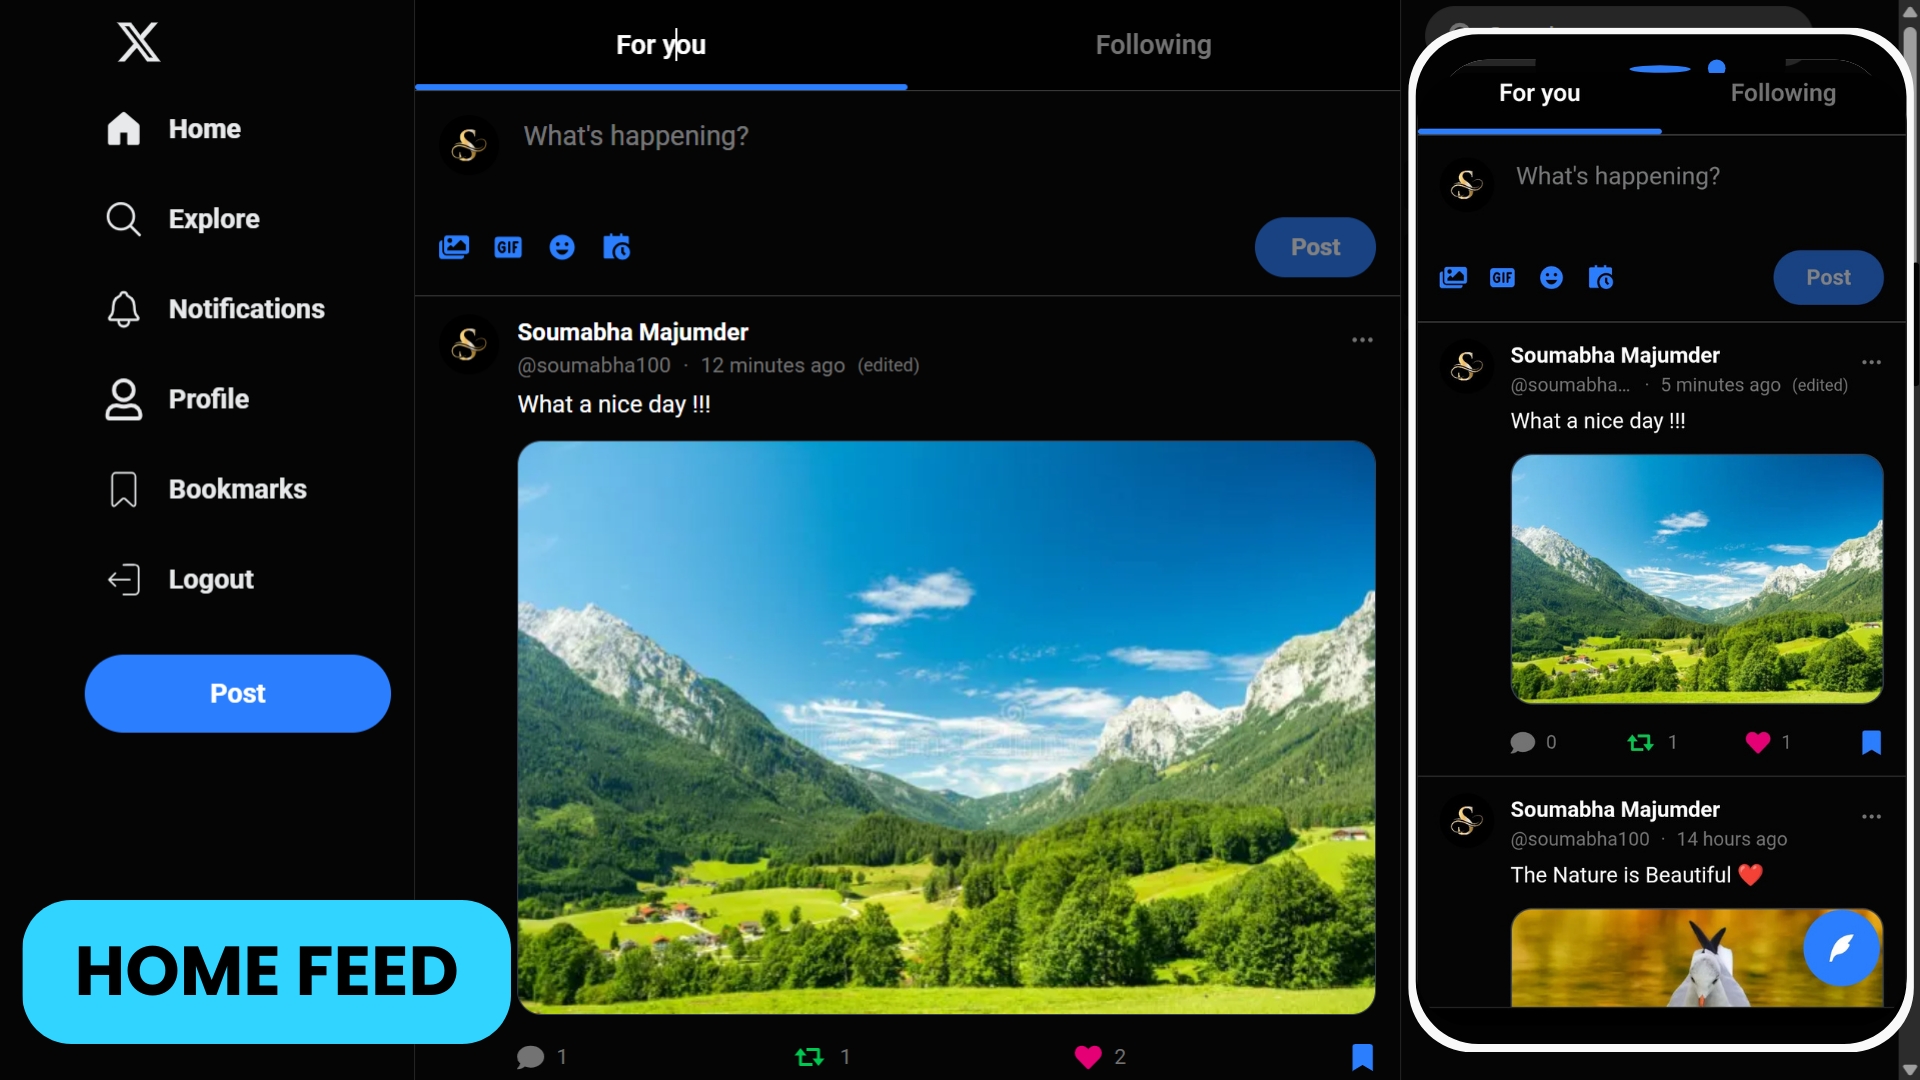 Home
Explore
Notifications
Profile
Bookmarks
Logout
Post
HOME FEED
For you
Following
What's happening?
GIF
Post
Soumabha Majumder
@soumabha100 · 12 minutes ago (edited)
What a nice day !!!
1
1
2
For you
Following
What's happening?
GIF
Post
Soumabha Majumder
@soumabha... · 5 minutes ago (edited)
What a nice day !!!
0
1
1
Soumabha Majumder
@soumabha100 · 14 hours ago
The Nature is Beautiful ❤️